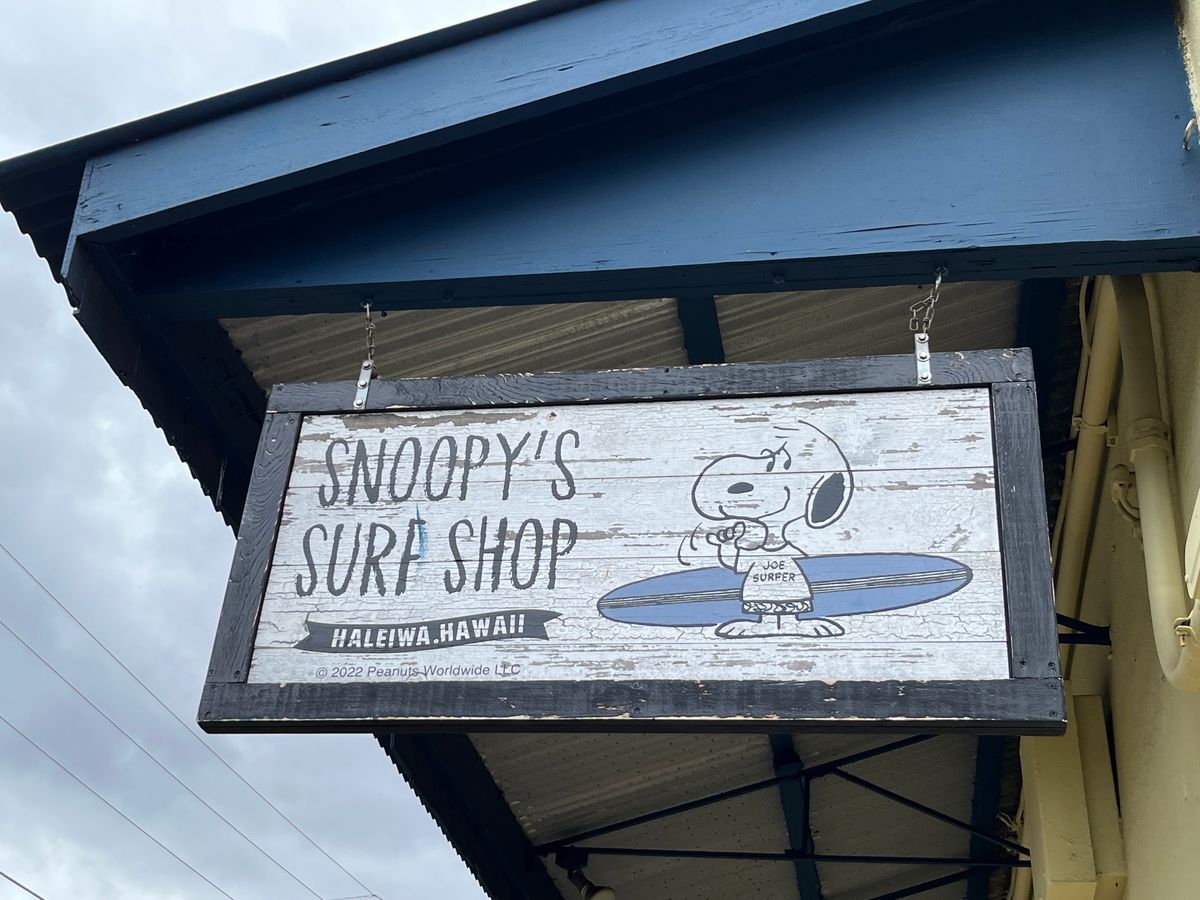 SNOOPY'S
SURF SHOP
HALEIWA.HAWAII
© 2022 Peanuts Worldwide LLC
JOE
SURFER